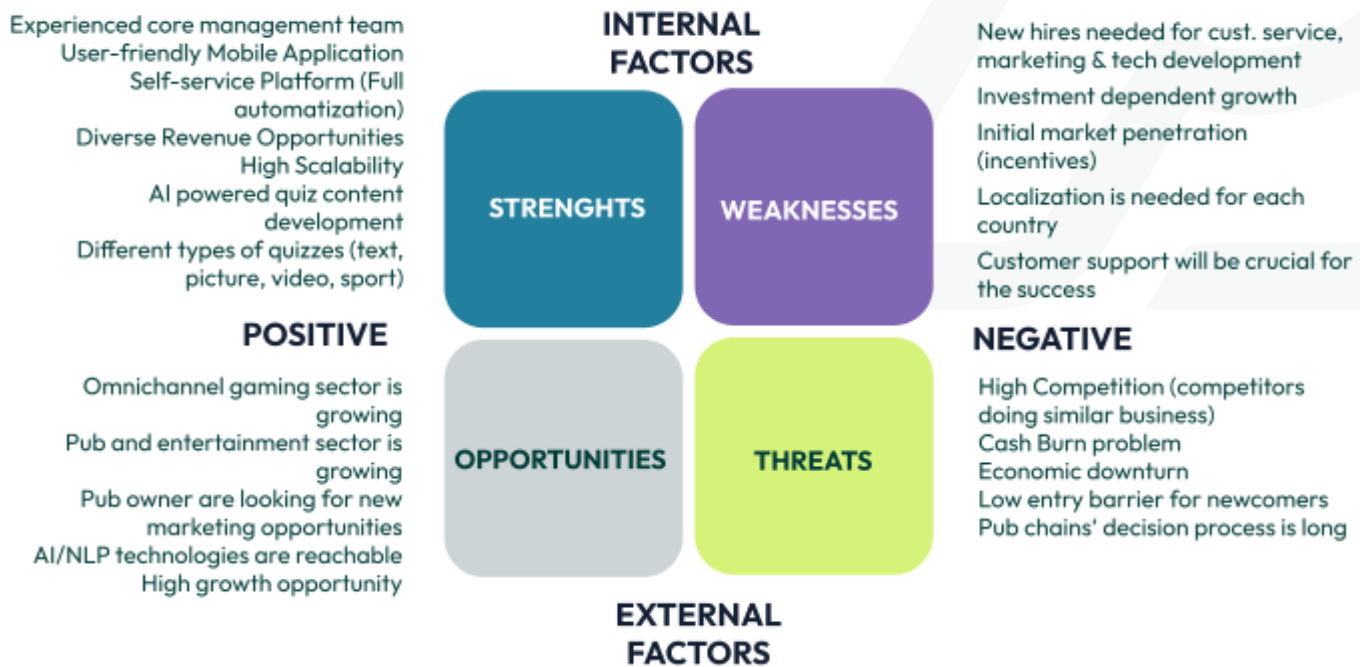 INTERNAL
FACTORS
Experienced core management team
User-friendly Mobile Application
Self-service Platform (Full
automatization)
Diverse Revenue Opportunities
High Scalability
AI powered quiz content
development
Different types of quizzes (text,
picture, video, sport)
STRENGHTS
WEAKNESSES
New hires needed for cust. service,
marketing & tech development
Investment dependent growth
Initial market penetration
(incentives)
Localization is needed for each
country
Customer support will be crucial for
the success
POSITIVE
NEGATIVE
Omnichannel gaming sector is
growing
Pub and entertainment sector is
growing
Pub owner are looking for new
marketing opportunities
AI/NLP technologies are reachable
High growth opportunity
OPPORTUNITIES
THREATS
High Competition (competitors
doing similar business)
Cash Burn problem
Economic downturn
Low entry barrier for newcomers
Pub chains' decision process is long
EXTERNAL
FACTORS